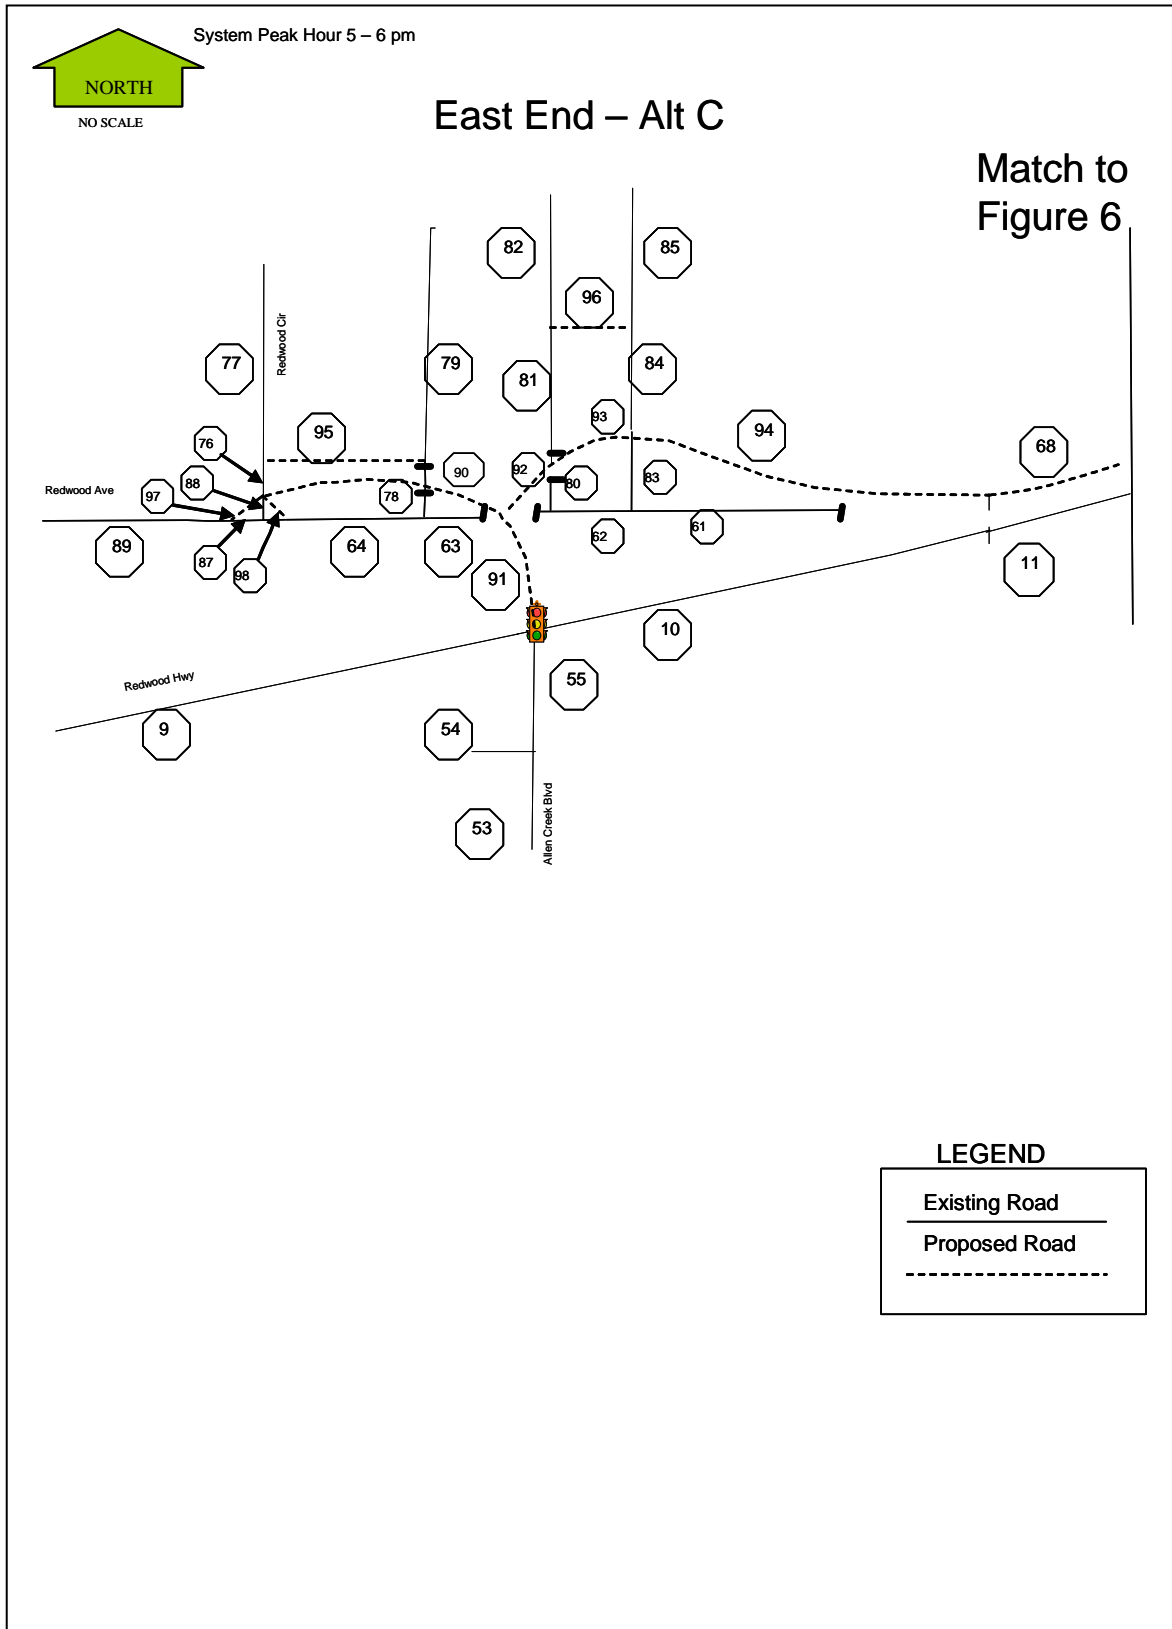 System Peak Hour 5 – 6 pm
NORTH
NO SCALE
East End – Alt C
Match to
Figure 6
82
85
96
Redwood Cir
77
79
81
84
93
95
94
76
68
90
92
88
80
83
Redwood Ave
97
78
89
87
98
64
63
62
61
91
11
10
Redwood Hwy
55
9
54
53
Allen Creek Blvd
LEGEND
Existing Road
Proposed Road